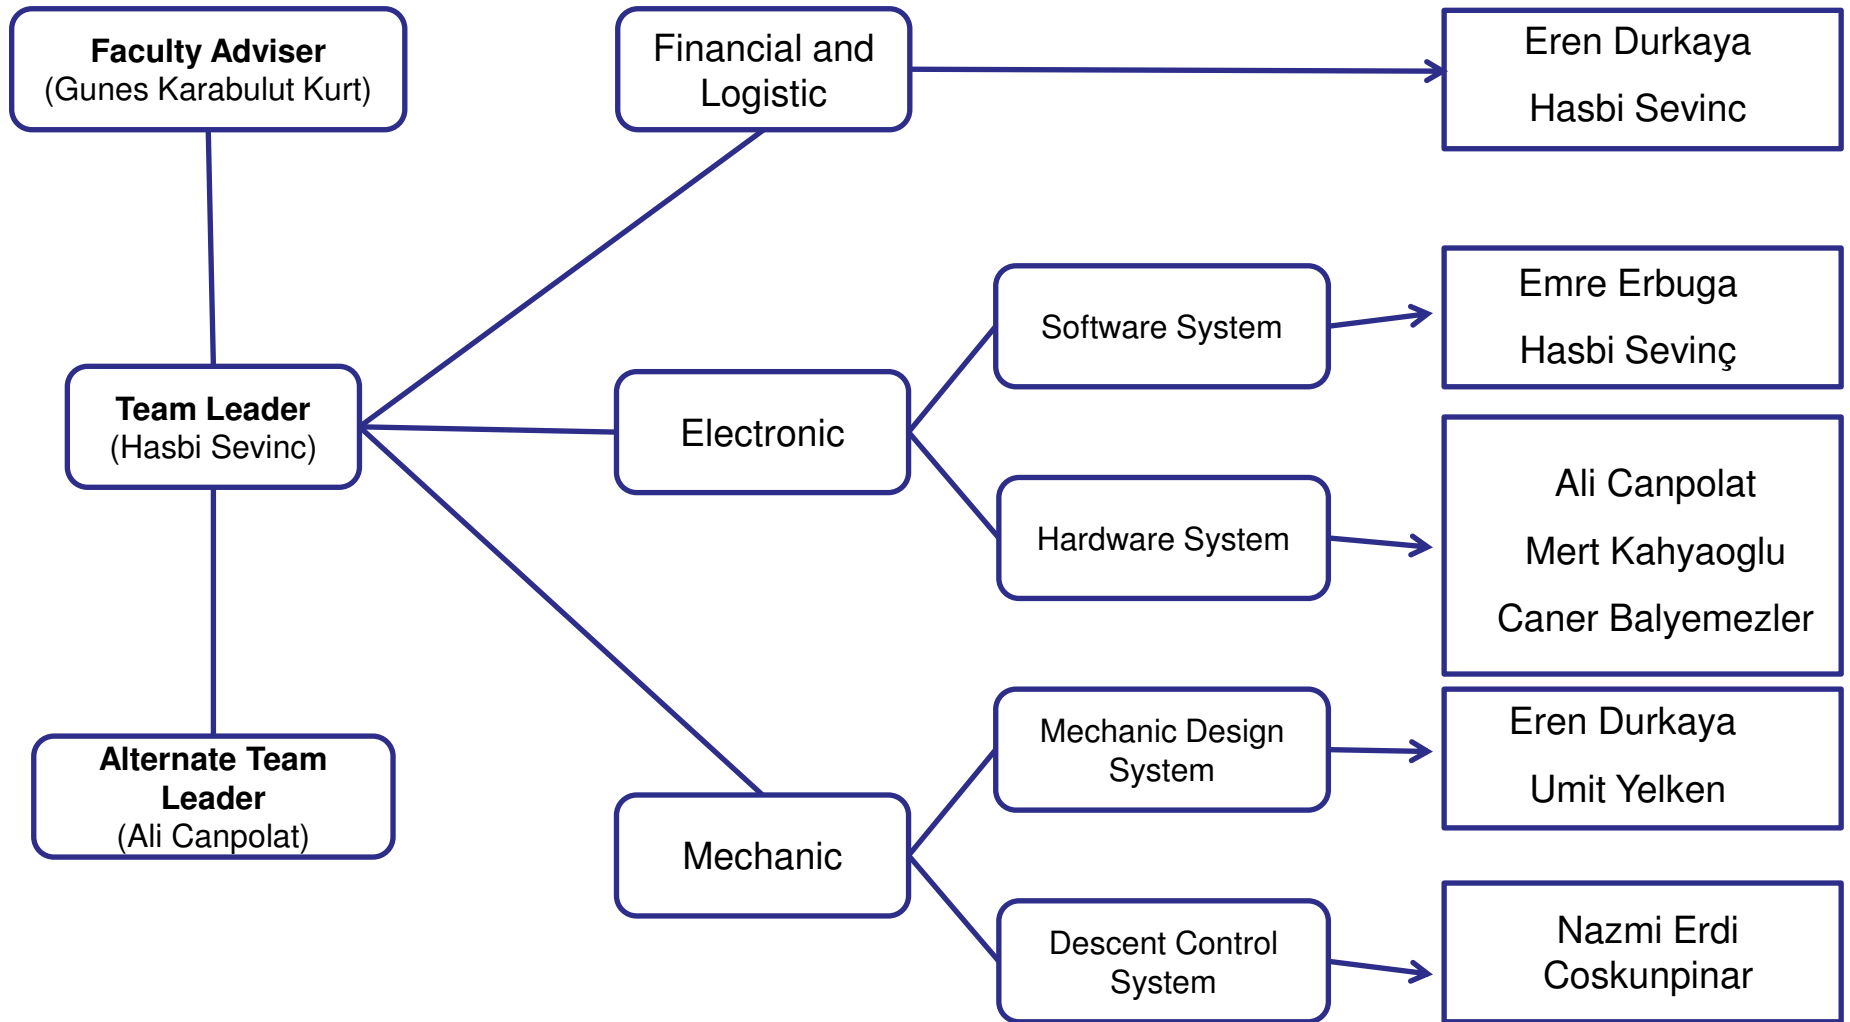 Faculty Adviser
(Gunes Karabulut Kurt)
Financial and
Logistic
Eren Durkaya
Hasbi Sevinc
Team Leader
(Hasbi Sevinc)
Electronic
Software System
Emre Erbuga
Hasbi Sevinç
Hardware System
Ali Canpolat
Mert Kahyaoglu
Caner Balyemezler
Alternate Team
Leader
(Ali Canpolat)
Mechanic
Mechanic Design
System
Eren Durkaya
Umit Yelken
Descent Control
System
Nazmi Erdi
Coskunpinar